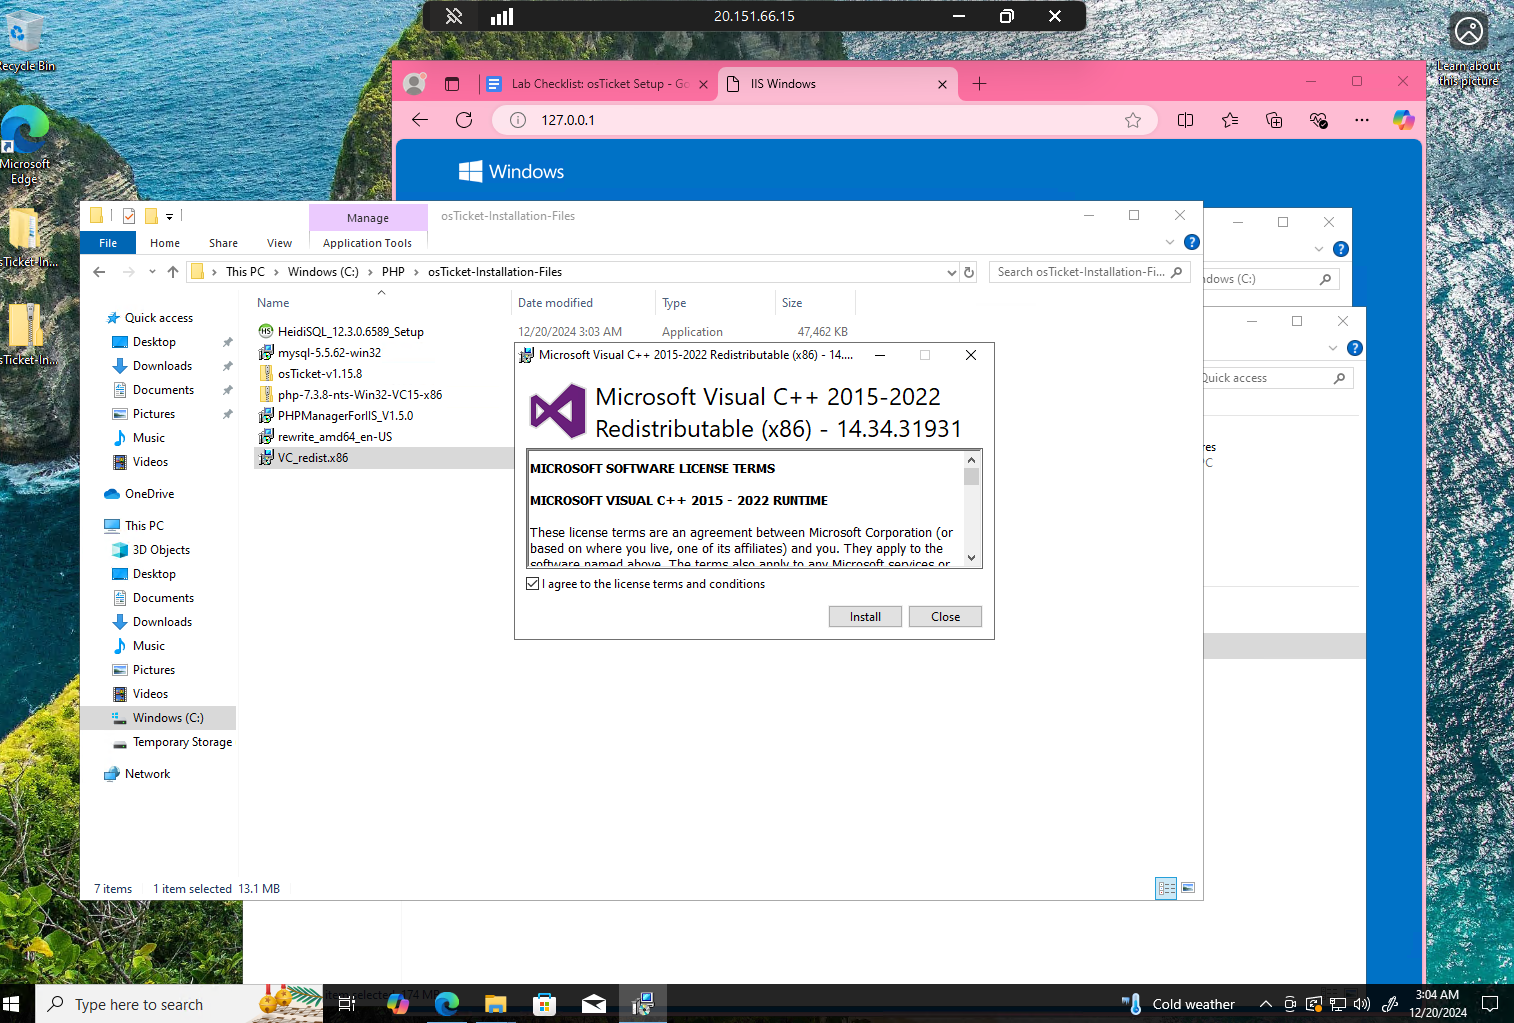 20.151.66.15
Recycle Bin
Learn about
this picture
Lab Checklist: osTicket Setup - Go
IIS Windows
127.0.0.1
Microsoft
Edge
Windows
Manage
osTicket-Installation-Files
File
Home
Share
View
Application Tools
This PC
Windows (C:)
PHP
osTicket-Installation-Files
Search osTicket-Installation-Fi...
dows (C:)
Name
Date modified
Type
Size
Quick access
HeidiSQL_12.3.0.6589_Setup
12/20/2024 3:03 AM
Application
47,462 KB
Desktop
mysql-5.5.62-win32
Downloads
osTicket-v1.15.8
Documents
php-7.3.8-nts-Win32-VC15-x86
Pictures
PHPManagerForIIS_V1.5.0
Music
rewrite_amd64_en-US
Videos
VC_redist.x86
OneDrive
This PC
3D Objects
Desktop
Documents
Downloads
Music
Pictures
Videos
Windows (C:)
Temporary Storage
Network
Microsoft Visual C++ 2015-2022 Redistributable (x86) - 14....
Microsoft Visual C++ 2015-2022
Redistributable (x86) - 14.34.31931
MICROSOFT SOFTWARE LICENSE TERMS
MICROSOFT VISUAL C++ 2015 - 2022 RUNTIME
These license terms are an agreement between Microsoft Corporation (or
based on where you live, one of its affiliates) and you. They apply to the
software named above. The terms also apply to any Microsoft services or
I agree to the license terms and conditions
Install
Close
Quick access
res
PC
sTicket-In...
sTicket-In...
7 items
1 item selected 13.1 MB
item selected 174 MB
Type here to search
Cold weather
3:04 AM
12/20/2024